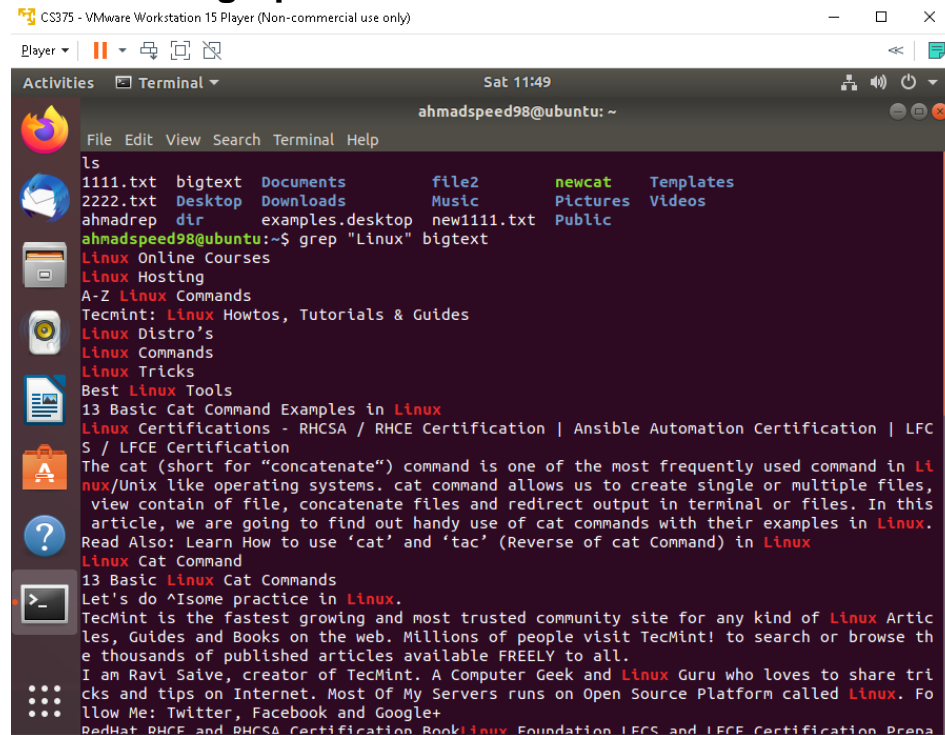 CS375 - VMware Workstation 15 Player (Non-commercial use only)
Player
Activities Terminal Sat 11:49
ahmadspeed98@ubuntu: ~
File Edit View Search Terminal Help
ls
1111.txt bigtext Documents file2 newcat Templates
2222.txt Desktop Downloads Music Pictures Videos
ahmadrep dir examples.desktop new1111.txt Public
ahmadspeed98@ubuntu:~$ grep "Linux" bigtext
Linux Online Courses
Linux Hosting
A-Z Linux Commands
Tecmint: Linux Howtos, Tutorials & Guides
Linux Distro’s
Linux Commands
Linux Tricks
Best Linux Tools
13 Basic Cat Command Examples in Linux
Linux Certifications - RHCSA / RHCE Certification | Ansible Automation Certification | LFC
S / LFCE Certification
The cat (short for “concatenate“) command is one of the most frequently used command in Li
nux/Unix like operating systems. cat command allows us to create single or multiple files,
view contain of file, concatenate files and redirect output in terminal or files. In this
article, we are going to find out handy use of cat commands with their examples in Linux.
Read Also: Learn How to use ‘cat’ and ‘tac’ (Reverse of cat Command) in Linux
Linux Cat Command
13 Basic Linux Cat Commands
Let's do ^Isome practice in Linux.
TecMint is the fastest growing and most trusted community site for any kind of Linux Artic
les, Guides and Books on the web. Millions of people visit TecMint! to search or browse th
e thousands of published articles available FREELY to all.
I am Ravi Saive, creator of TecMint. A Computer Geek and Linux Guru who loves to share tri
cks and tips on Internet. Most Of My Servers runs on Open Source Platform called Linux. Fo
llow Me: Twitter, Facebook and Google+
RedHat RHCE and RHCSA Certification BookLinux Foundation LFCS and LFCE Certification Prepa